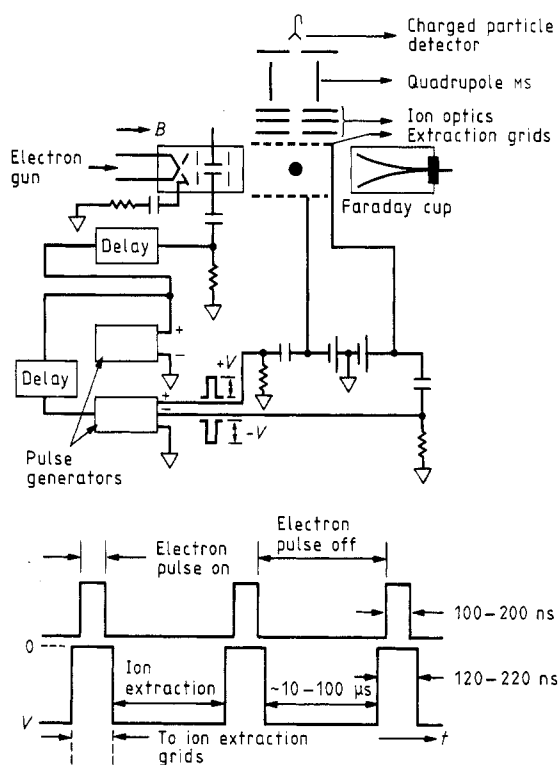 Charged particle
detector
Quadrupole MS
Ion optics
Extraction grids
B
Electron
gun
Faraday cup
Delay
+
−
Delay
+V
+
−
−V
Pulse
generators
Electron
pulse on
Electron
pulse off
100–200 ns
0
Ion
extraction
~10–100 µs
120–220 ns
V
To ion extraction
grids
t